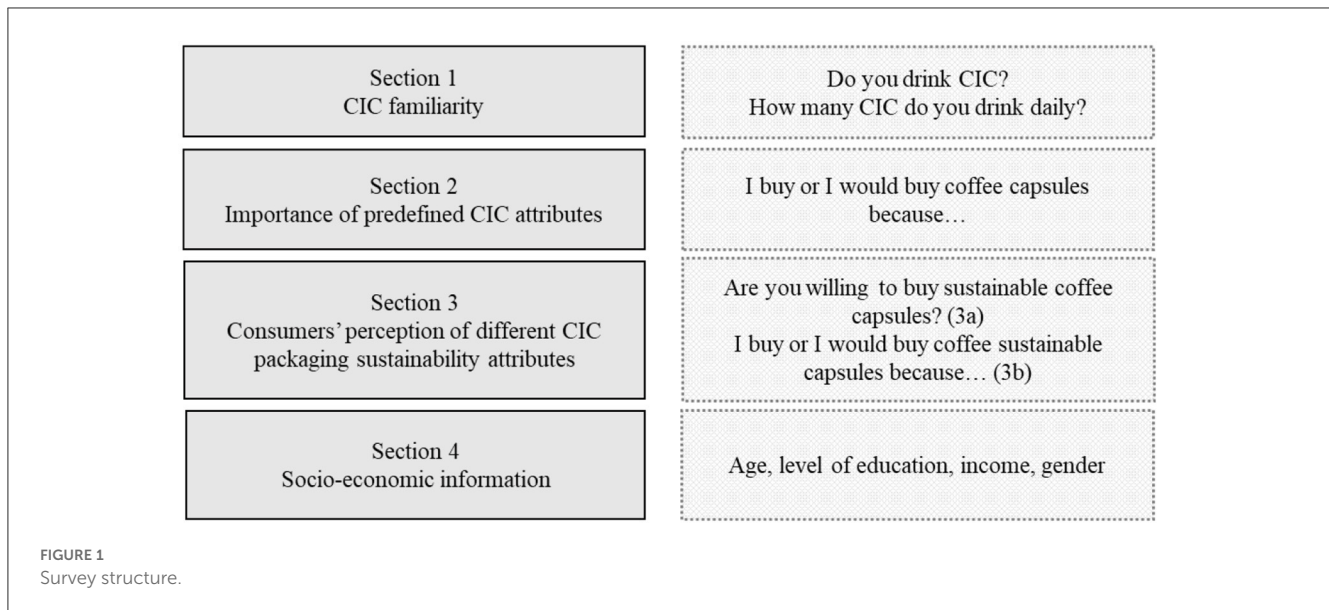 Section 1
CIC familiarity
Do you drink CIC?
How many CIC do you drink daily?
Section 2
Importance of predefined CIC attributes
I buy or I would buy coffee capsules
because…
Section 3
Consumers’ perception of different CIC
packaging sustainability attributes
Are you willing to buy sustainable coffee
capsules? (3a)
I buy or I would buy coffee sustainable
capsules because… (3b)
Section 4
Socio-economic information
Age, level of education, income, gender
FIGURE 1
Survey structure.